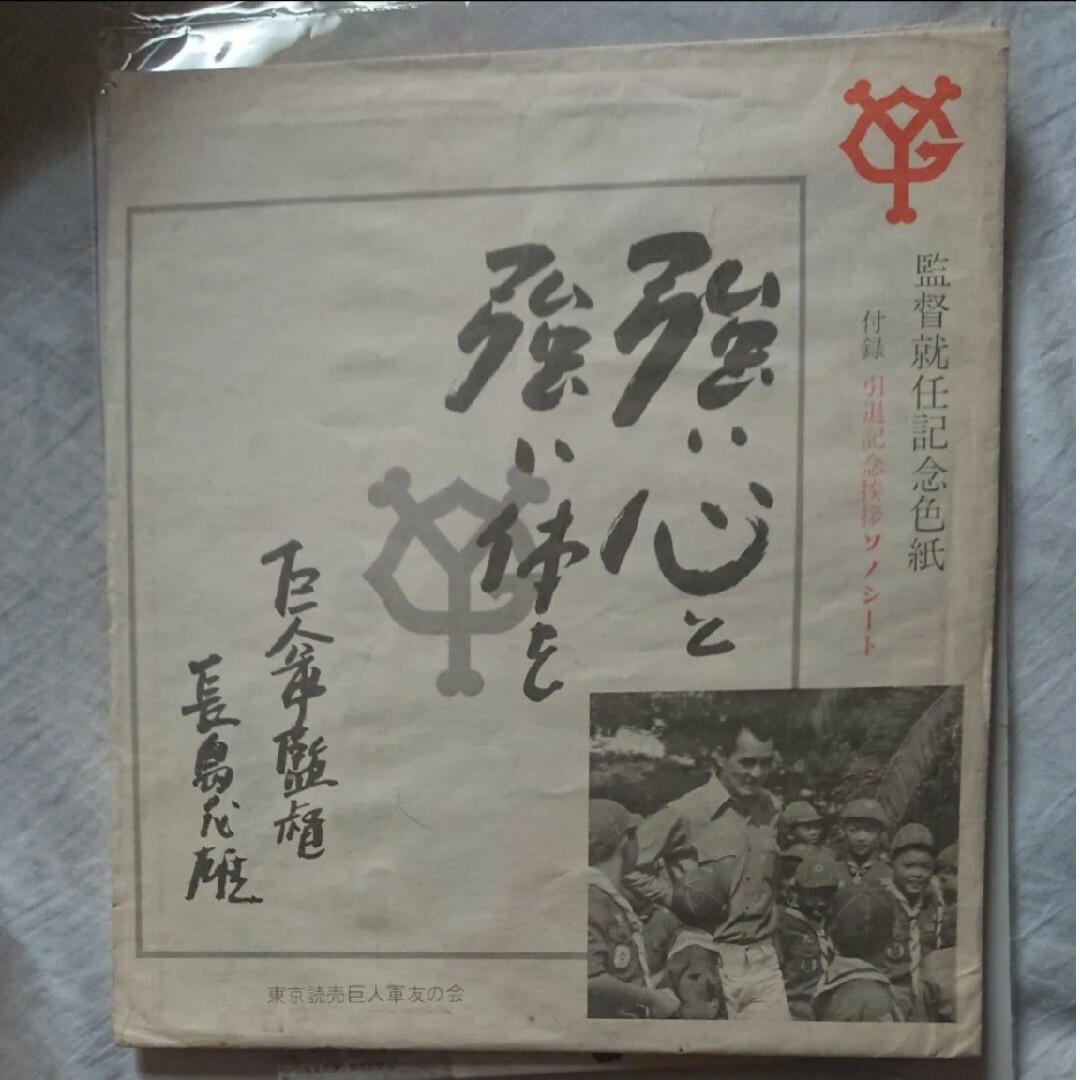 監督就任記念色紙
付録 引退記念挨拶ソノシート
強い心と
強い体を
巨人軍監督
長島茂雄
東京読売巨人軍友の会